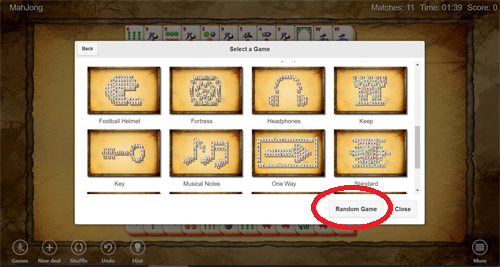 MahJong
Matches: 11 Time: 01:39 Score: 0
Back
Select a Game
Football Helmet
Fortress
Headphones
Keep
Key
Musical Notes
One Way
Standard
Random Game
Close
Games
New deal
Shuffle
Undo
Hint
More